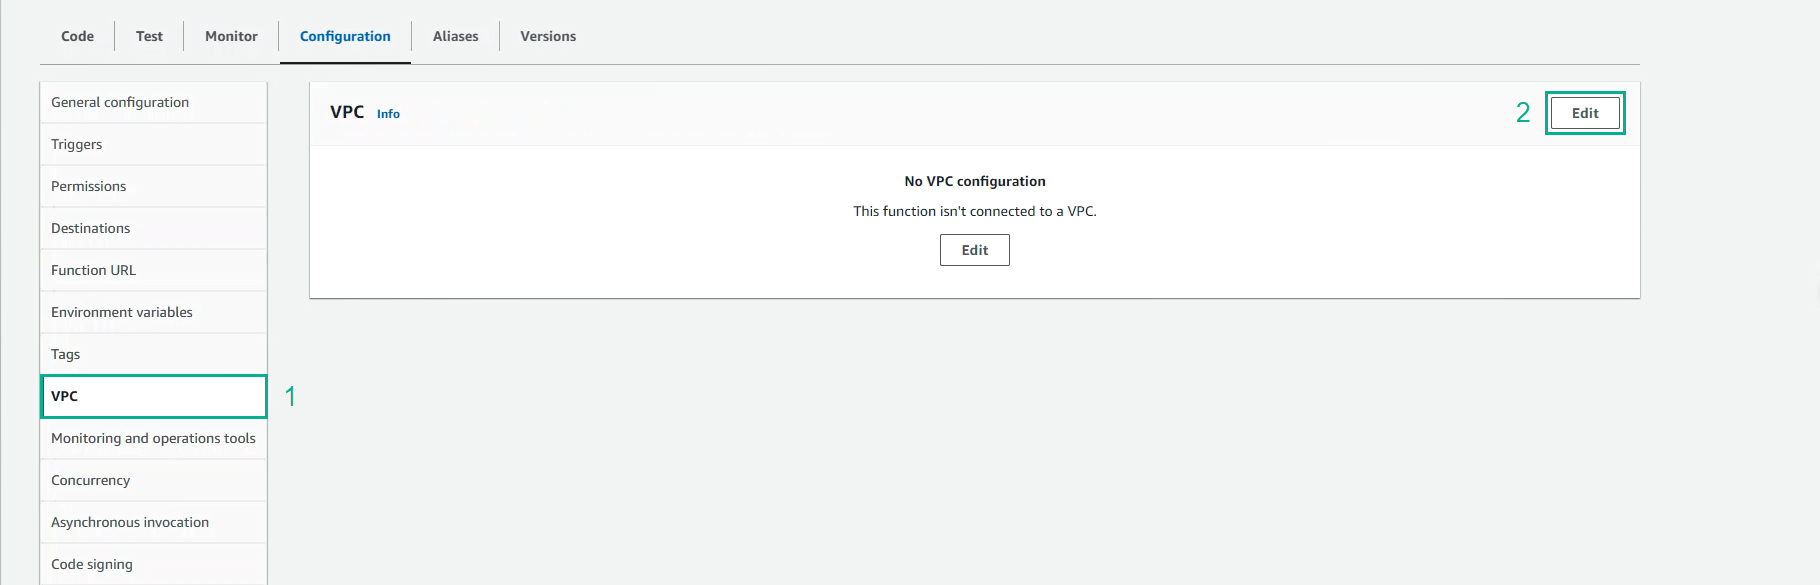 Code Test Monitor Configuration Aliases Versions
General configuration
Triggers
Permissions
Destinations
Function URL
Environment variables
Tags
VPC 1
Monitoring and operations tools
Concurrency
Asynchronous invocation
Code signing
VPC Info 2 Edit
No VPC configuration
This function isn't connected to a VPC.
Edit